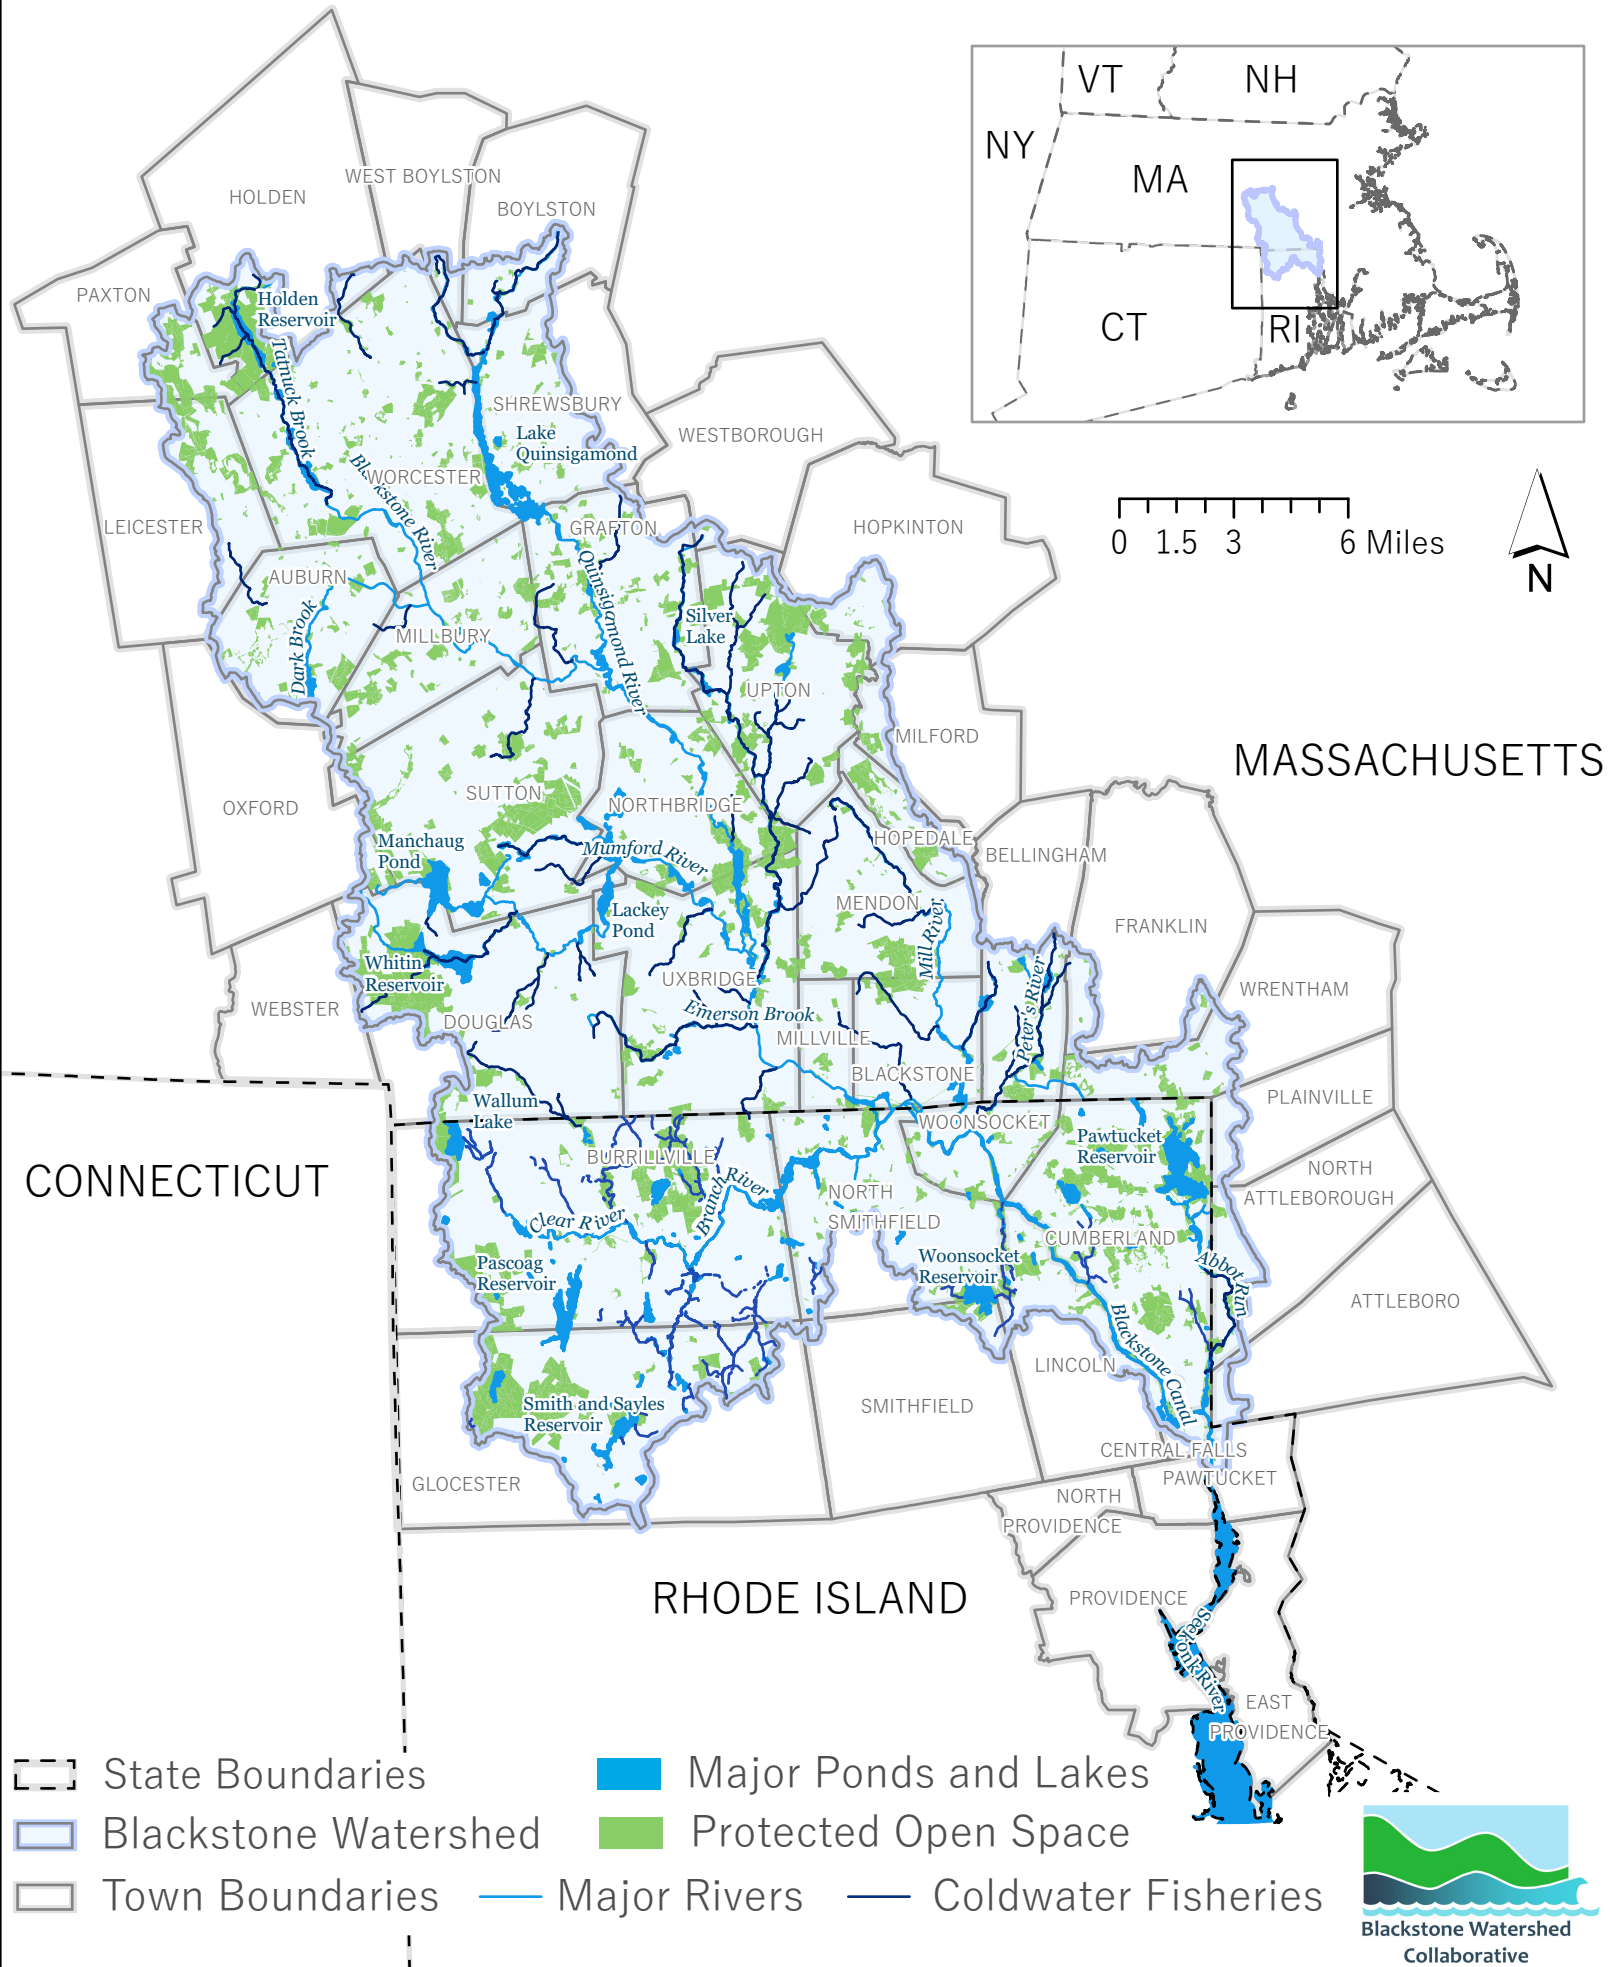 VT
NH
NY
MA
CT
RI
HOLDEN
WEST BOYLSTON
BOYLSTON
PAXTON
Holden
Reservoir
Tatnuck Brook
SHREWSBURY
Lake
Quinsigamond
WESTBOROUGH
Blackstone River
WORCESTER
LEICESTER
GRAFTON
HOPKINTON
0 1.5 3 6 Miles
N
AUBURN
Dark Brook
MILLBURY
Quinsigamond River
Silver
Lake
UPTON
MILFORD
MASSACHUSETTS
OXFORD
SUTTON
NORTHBRIDGE
HOPEDALE
Manchaug
Pond
Mumford River
BELLINGHAM
MENDON
Mill River
Lackey
Pond
FRANKLIN
Whitin
Reservoir
UXBRIDGE
WRENTHAM
WEBSTER
DOUGLAS
Emerson Brook
MILLVILLE
Peter's River
BLACKSTONE
PLAINVILLE
Wallum
Lake
WOONSOCKET
CONNECTICUT
BURRILLVILLE
Pawtucket
Reservoir
NORTH
ATTLEBOROUGH
Branch River
NORTH
SMITHFIELD
Clear River
CUMBERLAND
Pascoag
Reservoir
Woonsocket
Reservoir
Abbot Run
ATTLEBORO
Blackstone Canal
LINCOLN
Smith and Sayles
Reservoir
SMITHFIELD
CENTRAL FALLS
GLOCESTER
PAWTUCKET
NORTH
PROVIDENCE
RHODE ISLAND
PROVIDENCE
Seekonk River
EAST
PROVIDENCE
State Boundaries
Major Ponds and Lakes
Blackstone Watershed
Protected Open Space
Town Boundaries
Major Rivers
Coldwater Fisheries
Blackstone Watershed
Collaborative